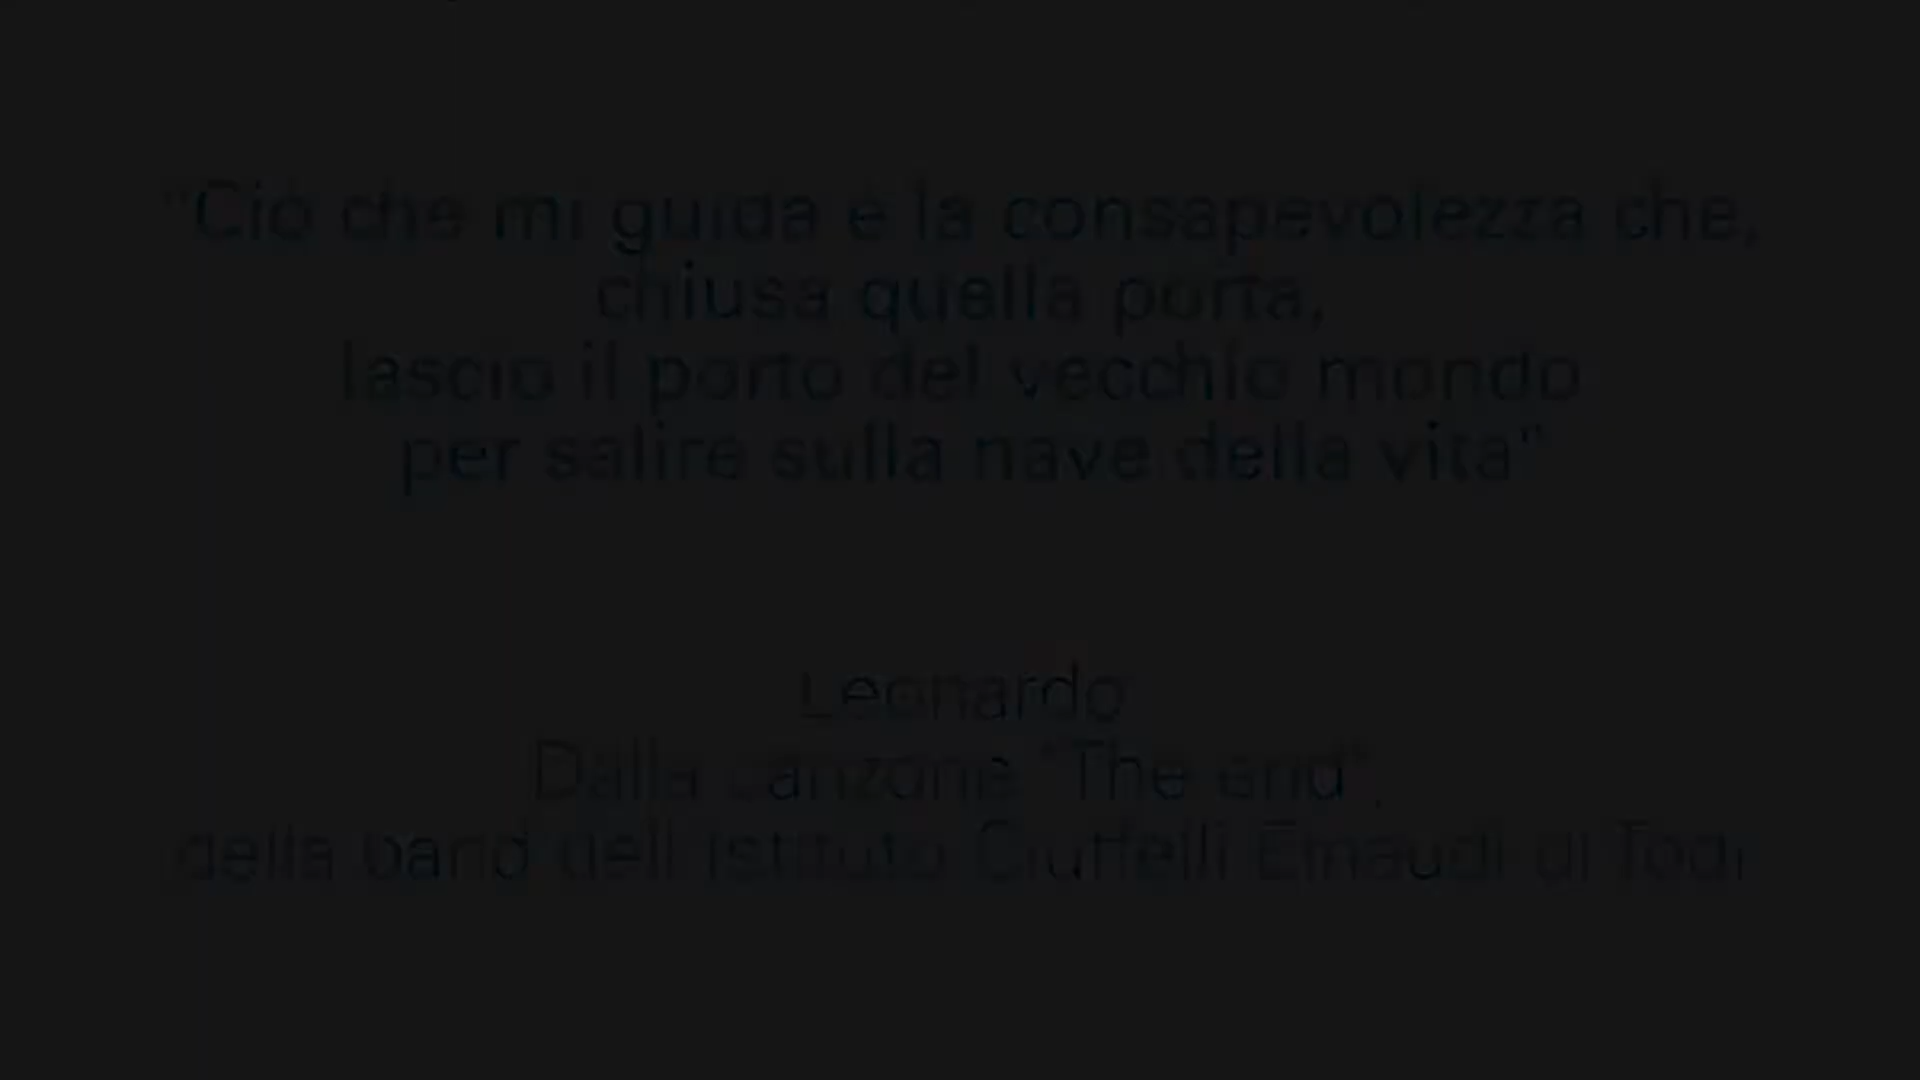 "Ciò che mi guida è la consapevolezza che,
chiusa quella porta,
lascio il porto del vecchio mondo
per salire sulla nave della vita"
Leonardo
Dalla canzone "The end",
della band dell'Istituto Ciuffelli Einaudi di Todi